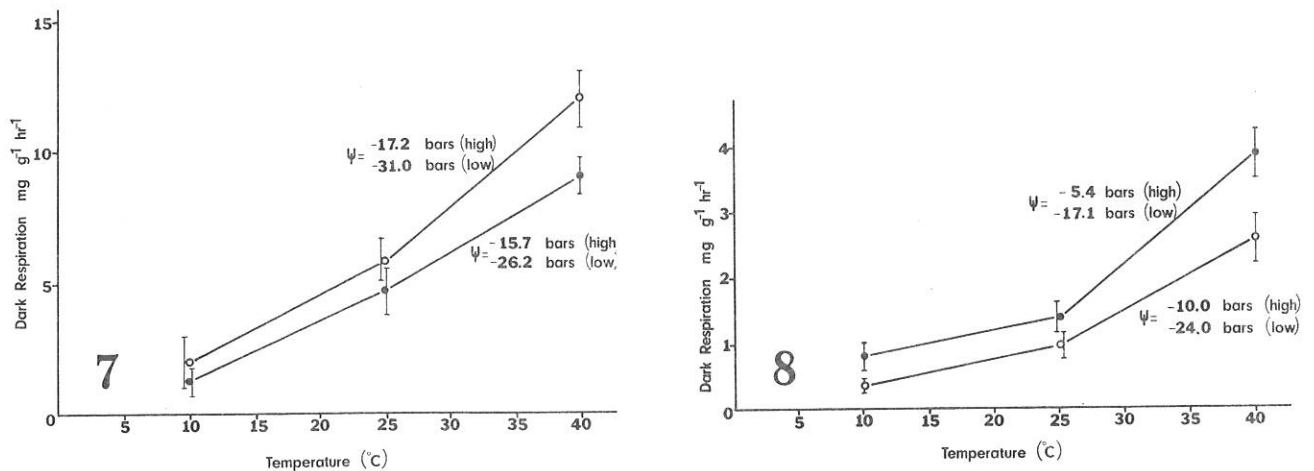 15
10
5
0
Dark Respiration mg g⁻¹ hr⁻¹
ψ= -17.2 bars (high)
-31.0 bars (low)
ψ= -15.7 bars (high
-26.2 bars (low,
7
5 10 15 20 25 30 35 40
Temperature (°C)
4
3
2
1
0
Dark Respiration mg g⁻¹ hr⁻¹
ψ= - 5.4 bars (high)
-17.1 bars (low)
ψ= -10.0 bars (high)
-24.0 bars (low)
8
5 10 15 20 25 30 35 40
Temperature (°C)